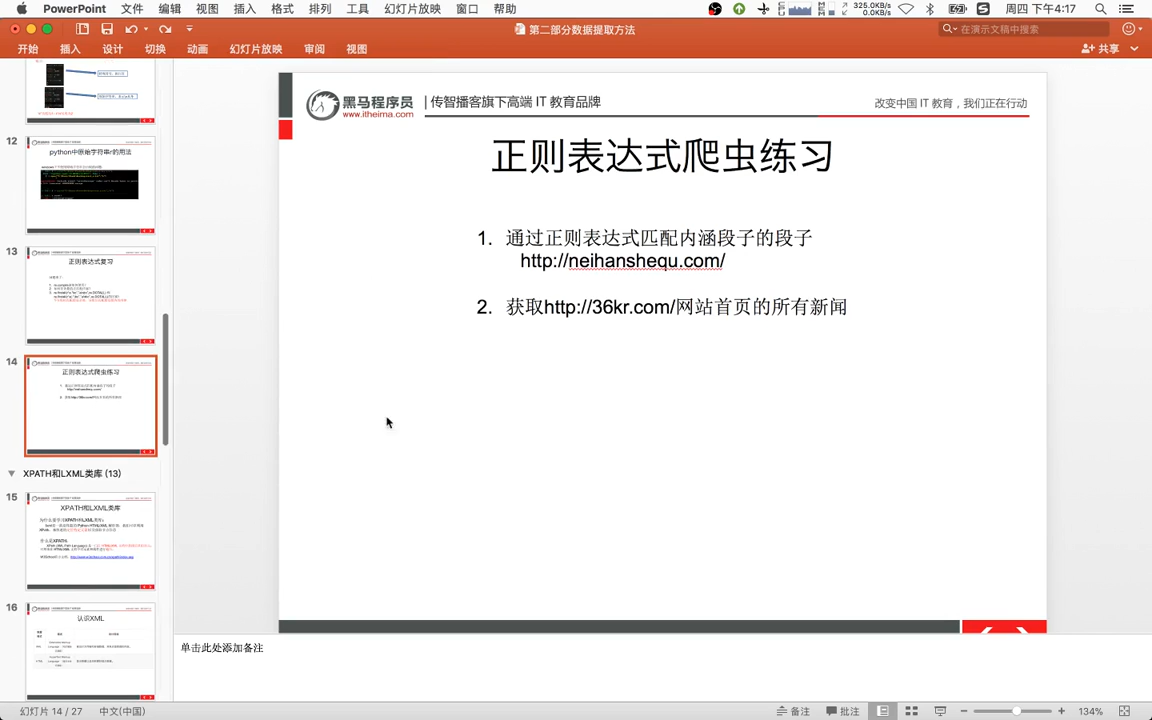 PowerPoint 文件 编辑 视图 插入 格式 排列 工具 幻灯片放映 窗口 帮助
325.0KB/s
0.0KB/s
周四 下午4:17
第二部分数据提取方法
在演示文稿中搜索
开始 插入 设计 切换 动画 幻灯片放映 审阅 视图
共享
12
python中原始字符串r的用法
13
正则表达式复习
14
正则表达式爬虫练习
XPATH和LXML类库 (13)
15
XPATH和LXML类库
16
认识XML
黑马程序员
www.itheima.com
传智播客旗下高端 IT 教育品牌
改变中国 IT 教育，我们正在行动
正则表达式爬虫练习
1. 通过正则表达式匹配内涵段子的段子
http://neihanshequ.com/
2. 获取http://36kr.com/网站首页的所有新闻
单击此处添加备注
幻灯片 14 / 27 中文(中国)
备注 批注 134%